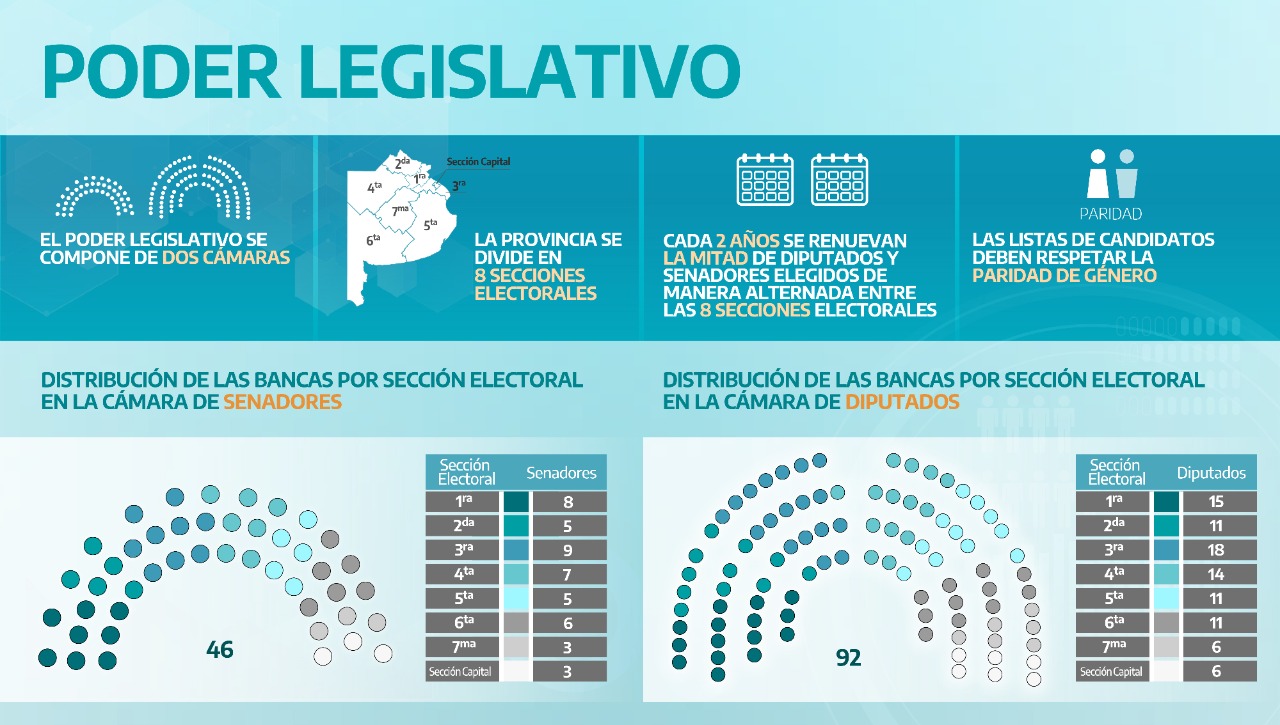 PODER LEGISLATIVO
EL PODER LEGISLATIVO SE
COMPONE DE DOS CÁMARAS
2da
Sección Capital
1ra
3ra
4ta
7ma
5ta
6ta
LA PROVINCIA SE
DIVIDE EN
8 SECCIONES
ELECTORALES
CADA 2 AÑOS SE RENUEVAN
LA MITAD DE DIPUTADOS Y
SENADORES ELEGIDOS DE
MANERA ALTERNADA ENTRE
LAS 8 SECCIONES ELECTORALES
PARIDAD
LAS LISTAS DE CANDIDATOS
DEBEN RESPETAR LA
PARIDAD DE GÉNERO
DISTRIBUCIÓN DE LAS BANCAS POR SECCIÓN ELECTORAL
EN LA CÁMARA DE SENADORES
46
Sección
Electoral
Senadores
1ra 8
2da 5
3ra 9
4ta 7
5ta 5
6ta 6
7ma 3
Sección Capital 3
DISTRIBUCIÓN DE LAS BANCAS POR SECCIÓN ELECTORAL
EN LA CÁMARA DE DIPUTADOS
92
Sección
Electoral
Diputados
1ra 15
2da 11
3ra 18
4ta 14
5ta 11
6ta 11
7ma 6
Sección Capital 6